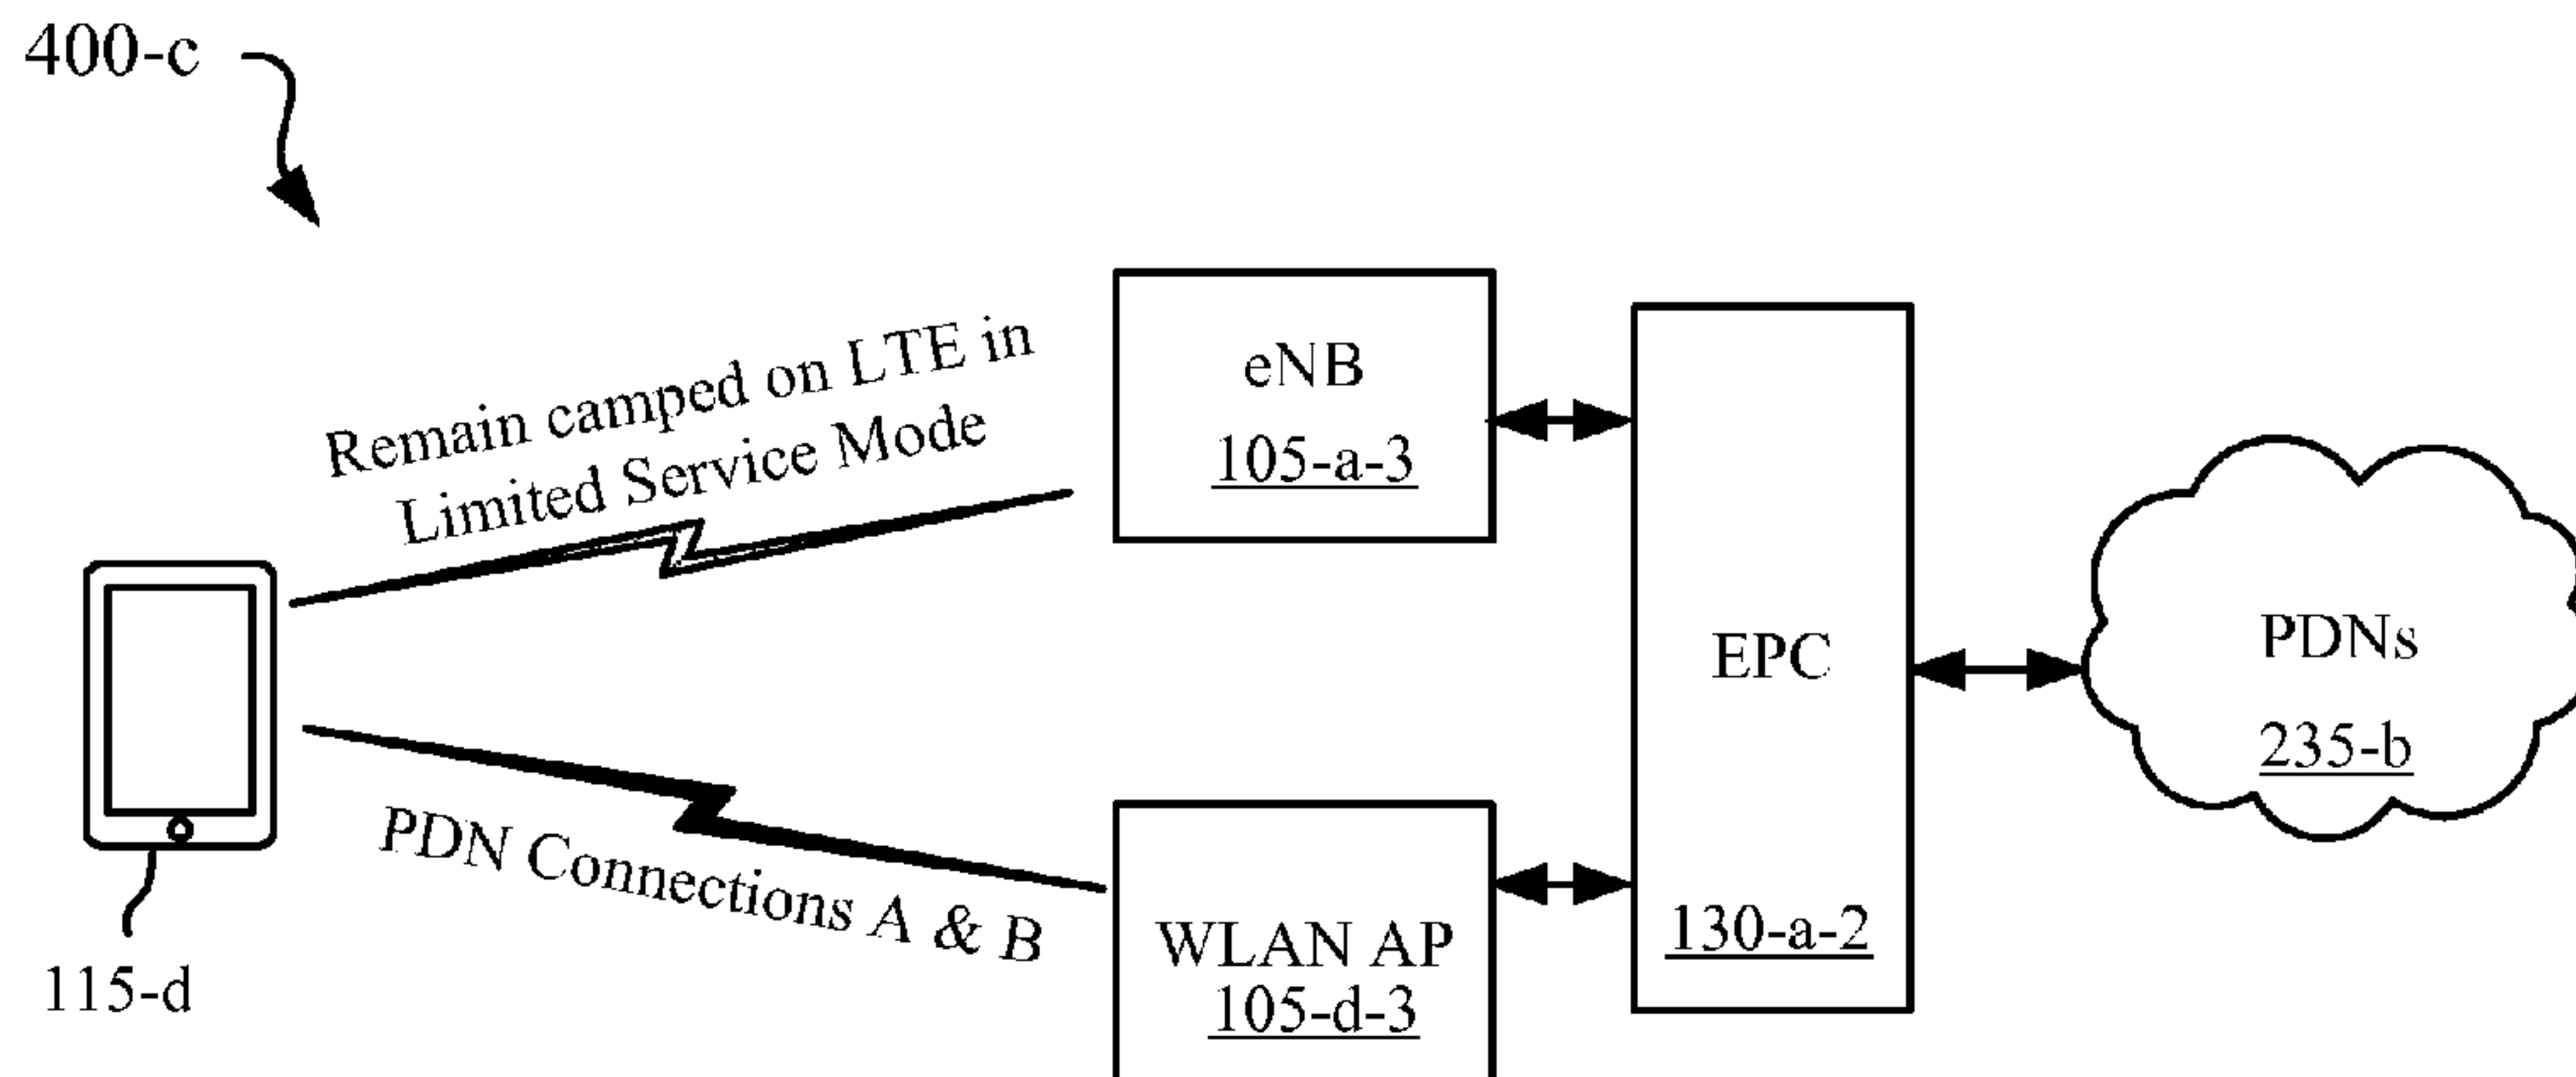 400-c
Remain camped on LTE in
Limited Service Mode
eNB
105-a-3
EPC
130-a-2
PDNs
235-b
PDN Connections A & B
WLAN AP
105-d-3
115-d